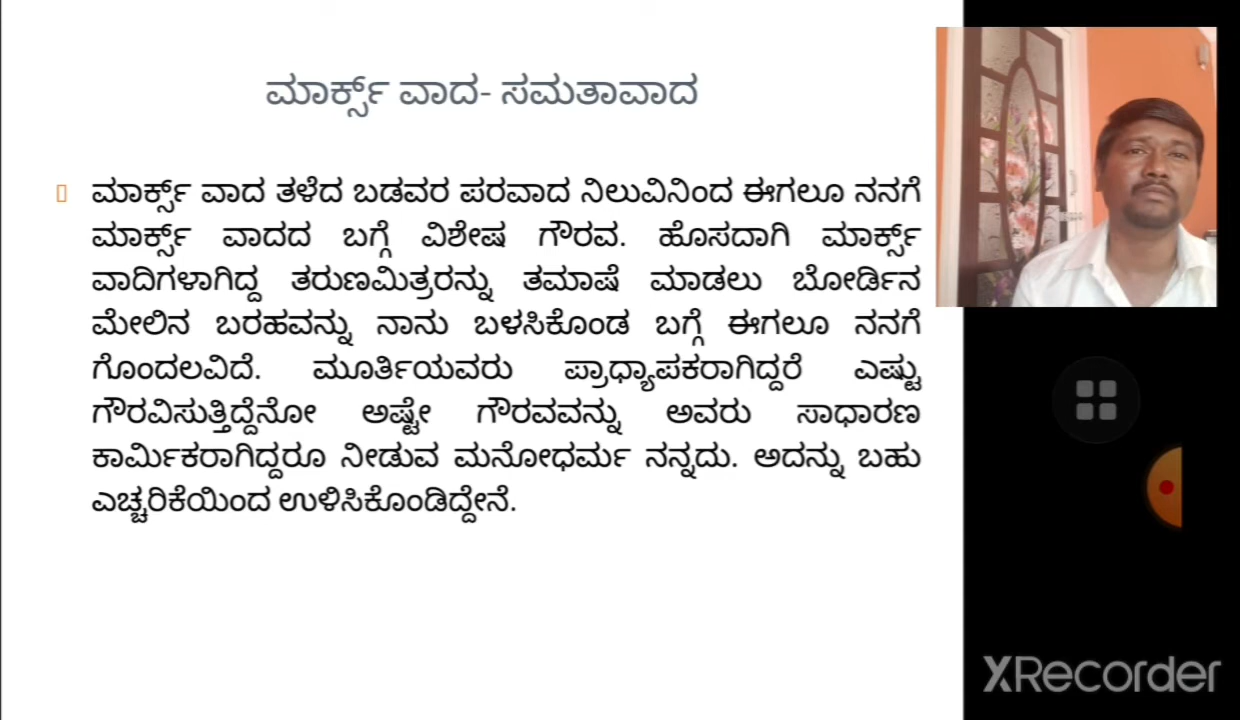 ಮಾರ್ಕ್ಸ್ ವಾದ- ಸಮತಾವಾದ
ಮಾರ್ಕ್ಸ್ ವಾದ ತಳೆದ ಬಡವರ ಪರವಾದ ನಿಲುವಿನಿಂದ ಈಗಲೂ ನನಗೆ
ಮಾರ್ಕ್ಸ್ ವಾದದ ಬಗ್ಗೆ ವಿಶೇಷ ಗೌರವ. ಹೊಸದಾಗಿ ಮಾರ್ಕ್ಸ್
ವಾದಿಗಳಾಗಿದ್ದ ತರುಣಮಿತ್ರರನ್ನು ತಮಾಷೆ ಮಾಡಲು ಬೋರ್ಡಿನ
ಮೇಲಿನ ಬರಹವನ್ನು ನಾನು ಬಳಸಿಕೊಂಡ ಬಗ್ಗೆ ಈಗಲೂ ನನಗೆ
ಗೊಂದಲವಿದೆ. ಮೂರ್ತಿಯವರು ಪ್ರಾಧ್ಯಾಪಕರಾಗಿದ್ದರೆ ಎಷ್ಟು
ಗೌರವಿಸುತ್ತಿದ್ದೆನೋ ಅಷ್ಟೇ ಗೌರವವನ್ನು ಅವರು ಸಾಧಾರಣ
ಕಾರ್ಮಿಕರಾಗಿದ್ದರೂ ನೀಡುವ ಮನೋಧರ್ಮ ನನ್ನದು. ಅದನ್ನು ಬಹು
ಎಚ್ಚರಿಕೆಯಿಂದ ಉಳಿಸಿಕೊಂಡಿದ್ದೇನೆ.
XRecorder